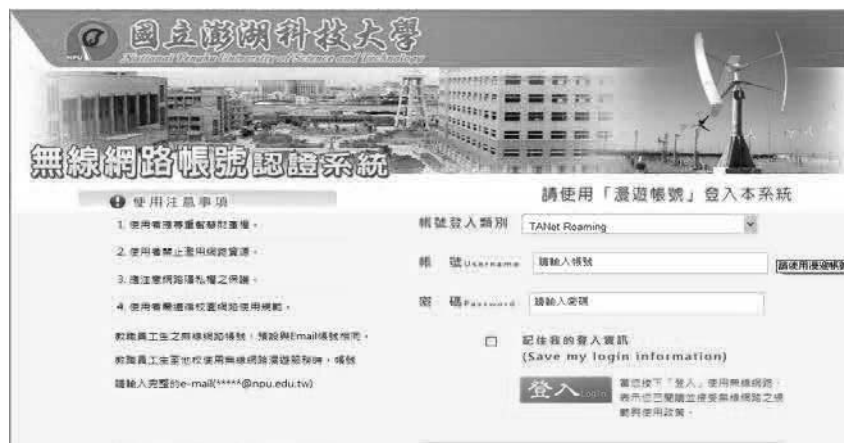 國立澎湖科技大學
National Penghu University of Science and Technology
NPU
無線網路帳號認證系統
使用注意事項
1. 使用者應尊重智慧財產權。
2. 使用者禁止濫用網路資源。
3. 應注意網路隱私權之保護。
4. 使用者需遵循校園網路使用規範。
教職員工生之無線網路帳號，預設與Email帳號相同。
教職員工生至他校使用無線網路漫遊服務時，帳號
請輸入完整的e-mail(*****@npu.edu.tw)
請使用「漫遊帳號」登入本系統
帳號登入類別 TANet Roaming
帳 號Username 請輸入帳號
請使用漫遊帳號
密 碼Password 請輸入密碼
記住我的登入資訊
(Save my login information)
登入Login
當您按下「登入」使用無線網路，
表示您已閱讀並接受無線網路之規
範與使用政策。